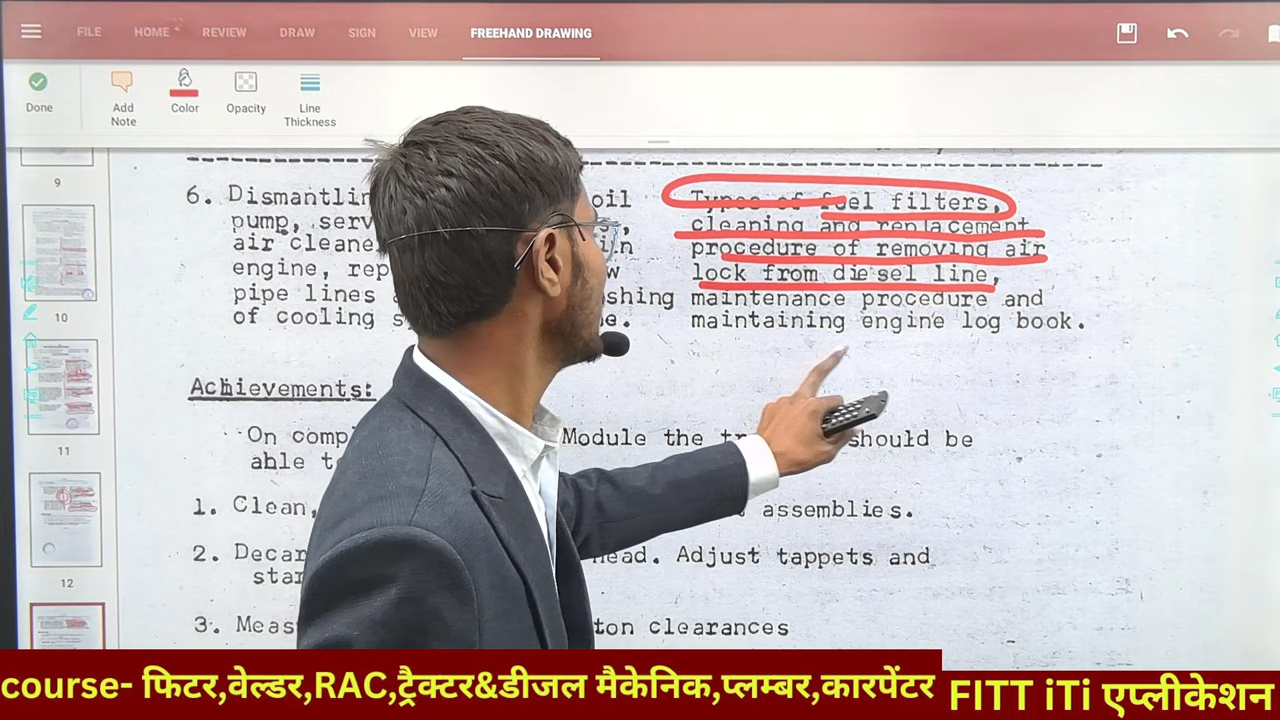 FILE HOME REVIEW DRAW SIGN VIEW FREEHAND DRAWING
Done Add Note Color Opacity Line Thickness
9
10
11
12
6. Dismantlin oil Types of fuel filters,
pump, serv cleaning and replacement
air cleane procedure of removing air
engine, rep lock from diesel line,
pipe lines shing maintenance procedure and
of cooling maintaining engine log book.
Achievements:
On comp Module the should be
able
1. Clean, assemblies.
2. Decar head. Adjust tappets and
star
3. Meas ton clearances
course- फिटर,वेल्डर,RAC,ट्रैक्टर&डीजल मैकेनिक,प्लम्बर,कारपेंटर
FITT iTi एप्लीकेशन